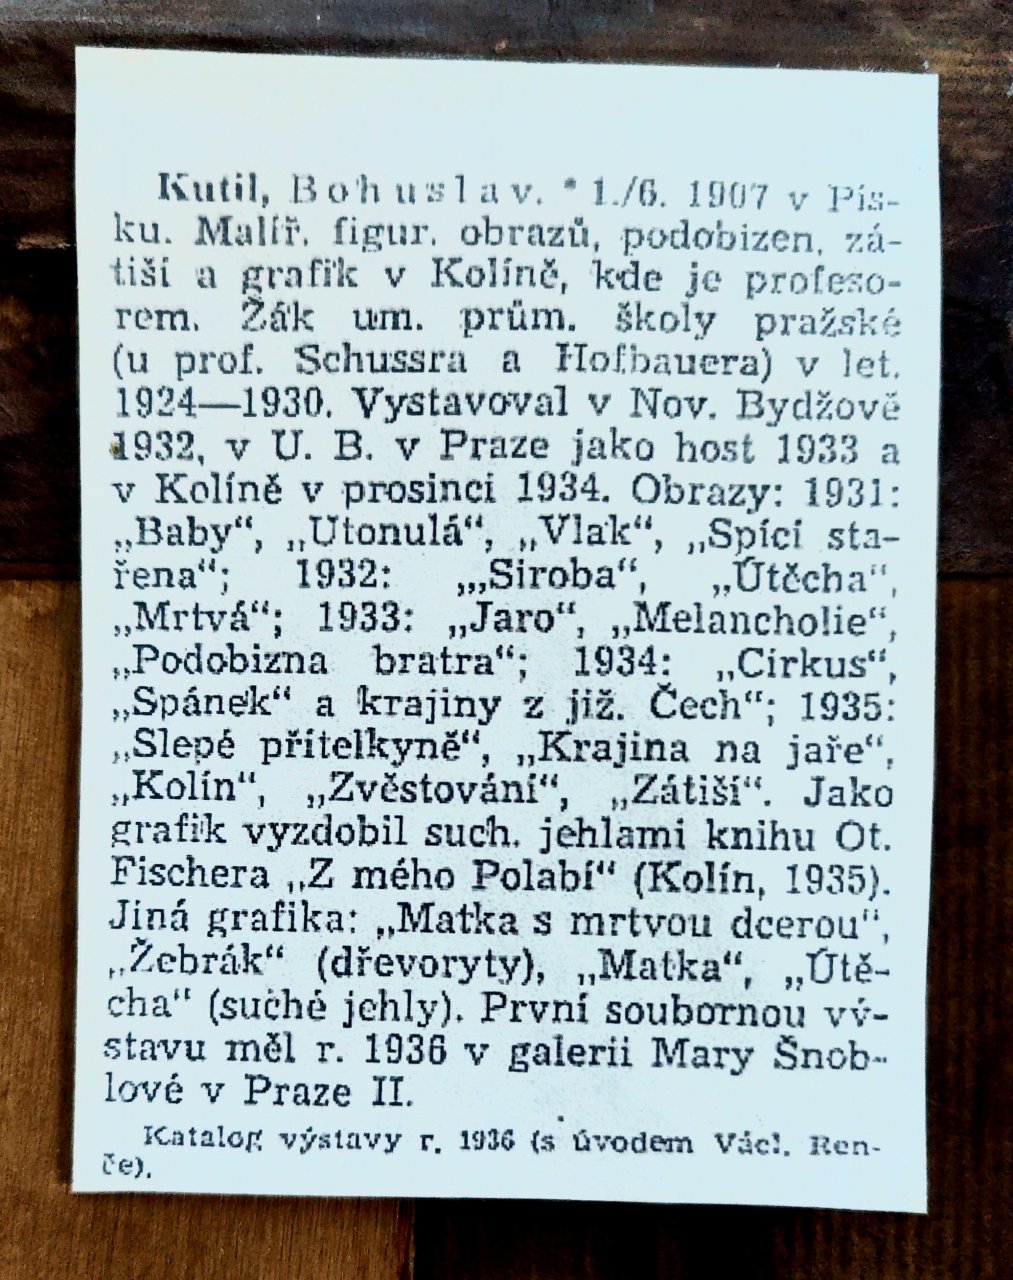 Kutil, Bohuslav. * 1./6. 1907 v Pís-
ku. Malíř. figur. obrazů, podobizen, zá-
tiší a grafik v Kolíně, kde je profeso-
rem. Žák um. prům. školy pražské
(u prof. Schussra a Hofbauera) v let.
1924—1930. Vystavoval v Nov. Bydžově
1932, v U. B. v Praze jako host 1933 a
v Kolíně v prosinci 1934. Obrazy: 1931:
„Baby“, „Utonulá“, „Vlak“, „Spící sta-
řena“; 1932: „,Siroba“, „Útěcha“,
„Mrtvá“; 1933: „Jaro“, „Melancholie“,
„Podobizna bratra“; 1934: „Cirkus“,
„Spánek“ a krajiny z již. Čech“; 1935:
„Slepé přítelkyně“, „Krajina na jaře“,
„Kolín“, „Zvěstování“, „Zátiší“. Jako
grafik vyzdobil such. jehlami knihu Ot.
Fischera „Z mého Polabí“ (Kolín, 1935).
Jiná grafika: „Matka s mrtvou dcerou“,
„Žebrák“ (dřevoryty), „Matka“, „Útě-
cha“ (suché jehly). První soubornou vý-
stavu měl r. 1936 v galerii Mary Šnob-
lové v Praze II.
Katalog výstavy r. 1936 (s úvodem Václ. Ren-
če).